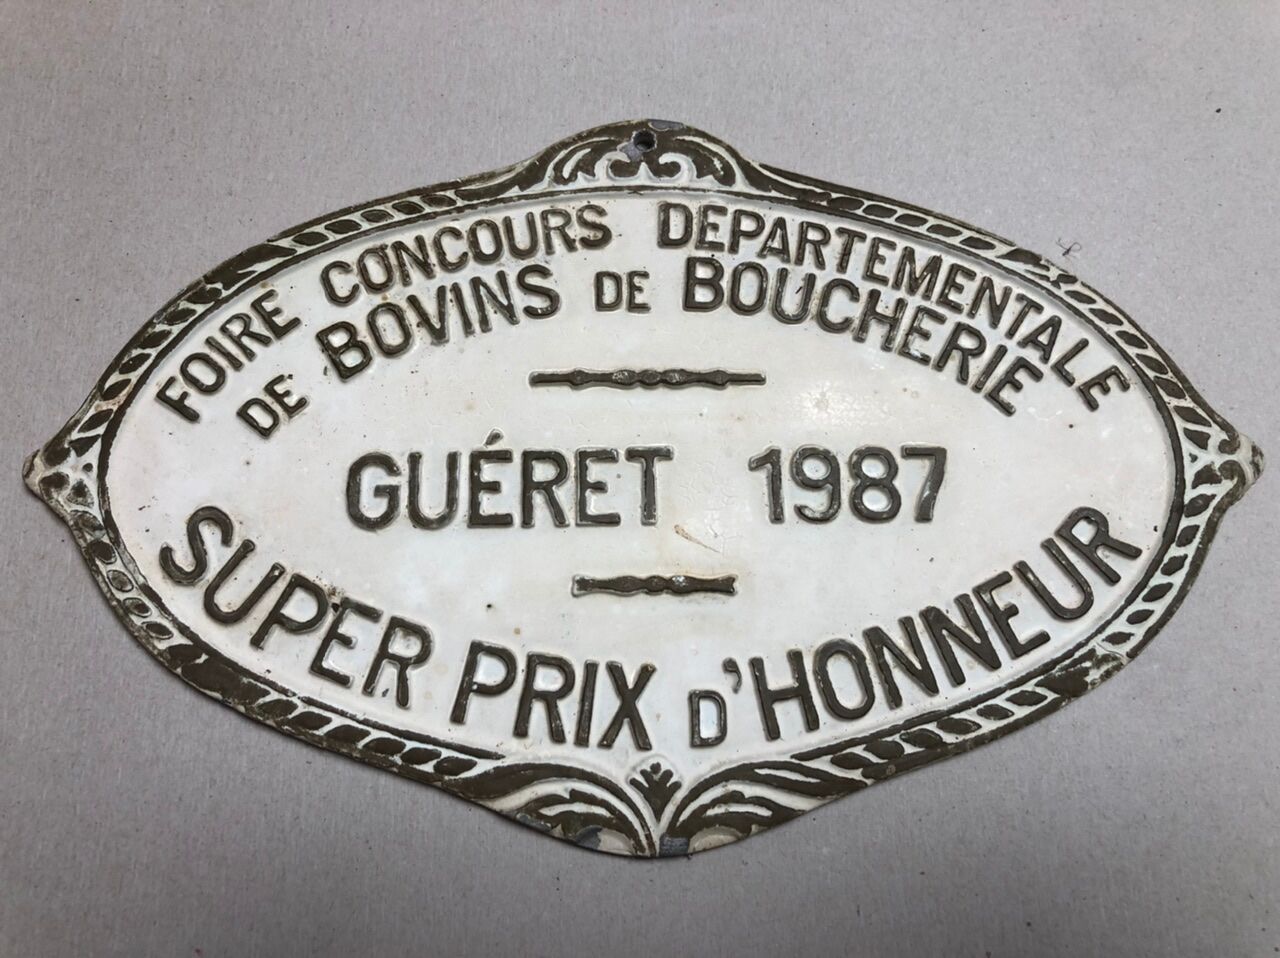 FOIRE CONCOURS DEPARTEMENTALE
DE BOVINS DE BOUCHERIE
GUÉRET 1987
SUPER PRIX D'HONNEUR